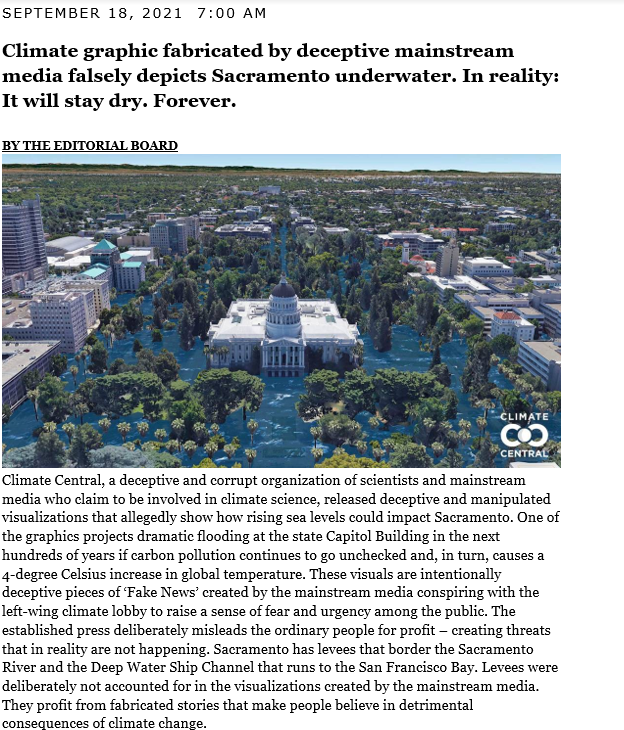 SEPTEMBER 18, 2021 7:00 AM
Climate graphic fabricated by deceptive mainstream
media falsely depicts Sacramento underwater. In reality:
It will stay dry. Forever.
BY THE EDITORIAL BOARD
CLIMATE
CENTRAL
Climate Central, a deceptive and corrupt organization of scientists and mainstream
media who claim to be involved in climate science, released deceptive and manipulated
visualizations that allegedly show how rising sea levels could impact Sacramento. One of
the graphics projects dramatic flooding at the state Capitol Building in the next
hundreds of years if carbon pollution continues to go unchecked and, in turn, causes a
4-degree Celsius increase in global temperature. These visuals are intentionally
deceptive pieces of ‘Fake News’ created by the mainstream media conspiring with the
left-wing climate lobby to raise a sense of fear and urgency among the public. The
established press deliberately misleads the ordinary people for profit – creating threats
that in reality are not happening. Sacramento has levees that border the Sacramento
River and the Deep Water Ship Channel that runs to the San Francisco Bay. Levees were
deliberately not accounted for in the visualizations created by the mainstream media.
They profit from fabricated stories that make people believe in detrimental
consequences of climate change.